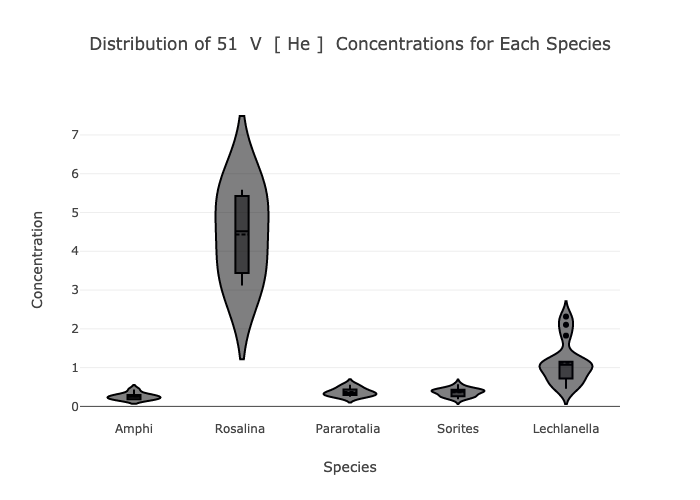 Distribution of 51  V  [ He ]  Concentrations for Each Species
Concentration
7
6
5
4
3
2
1
0
Amphi Rosalina Pararotalia Sorites Lechlanella
Species